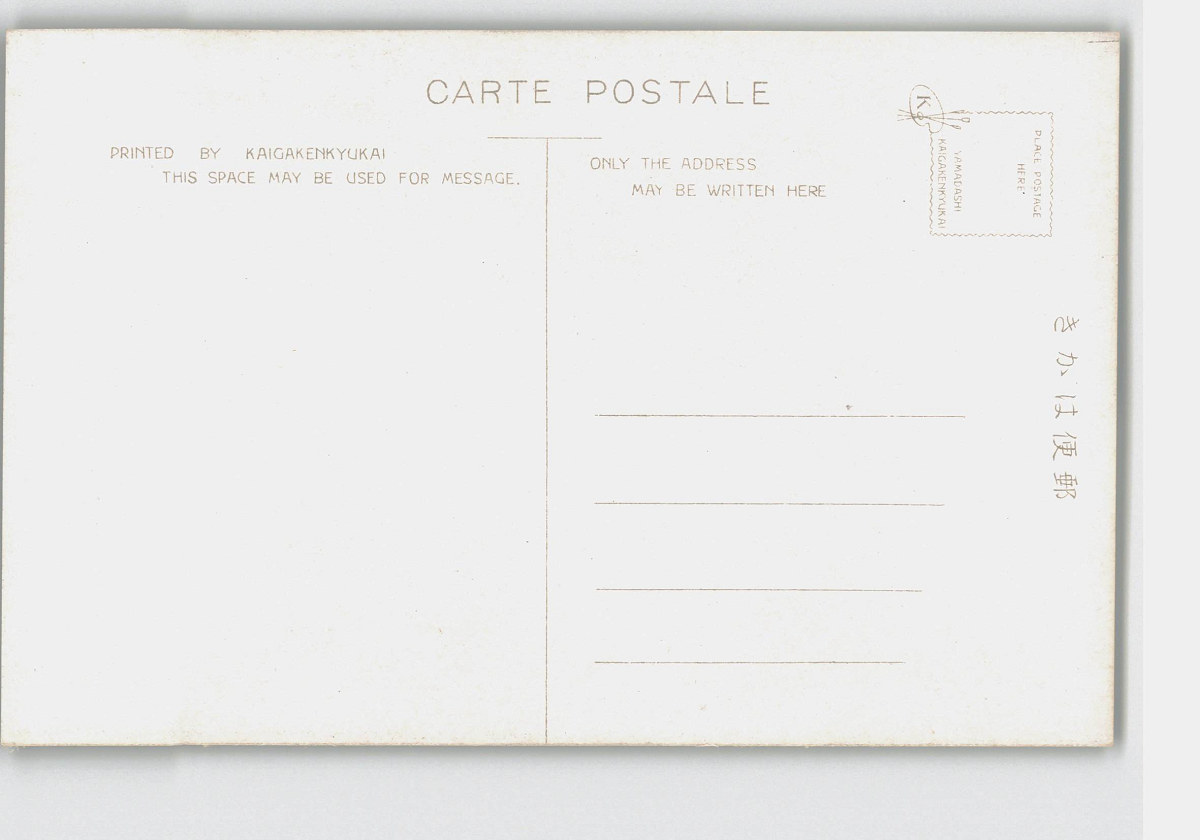 CARTE POSTALE
PRINTED BY KAIGAKENKYUKAI
THIS SPACE MAY BE USED FOR MESSAGE.
ONLY THE ADDRESS
MAY BE WRITTEN HERE
K
PLACE POSTAGE
HERE
YAMADASHI
KAIGAKENKYUKAI
きかは便郵